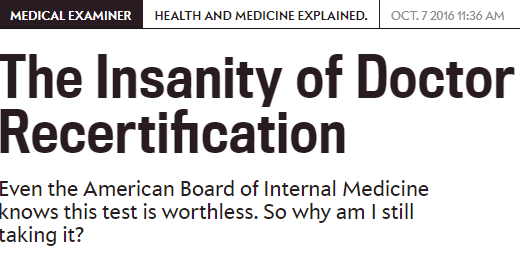 MEDICAL EXAMINER HEALTH AND MEDICINE EXPLAINED. OCT. 7 2016 11:36 AM
The Insanity of Doctor
Recertification
Even the American Board of Internal Medicine
knows this test is worthless. So why am I still
taking it?